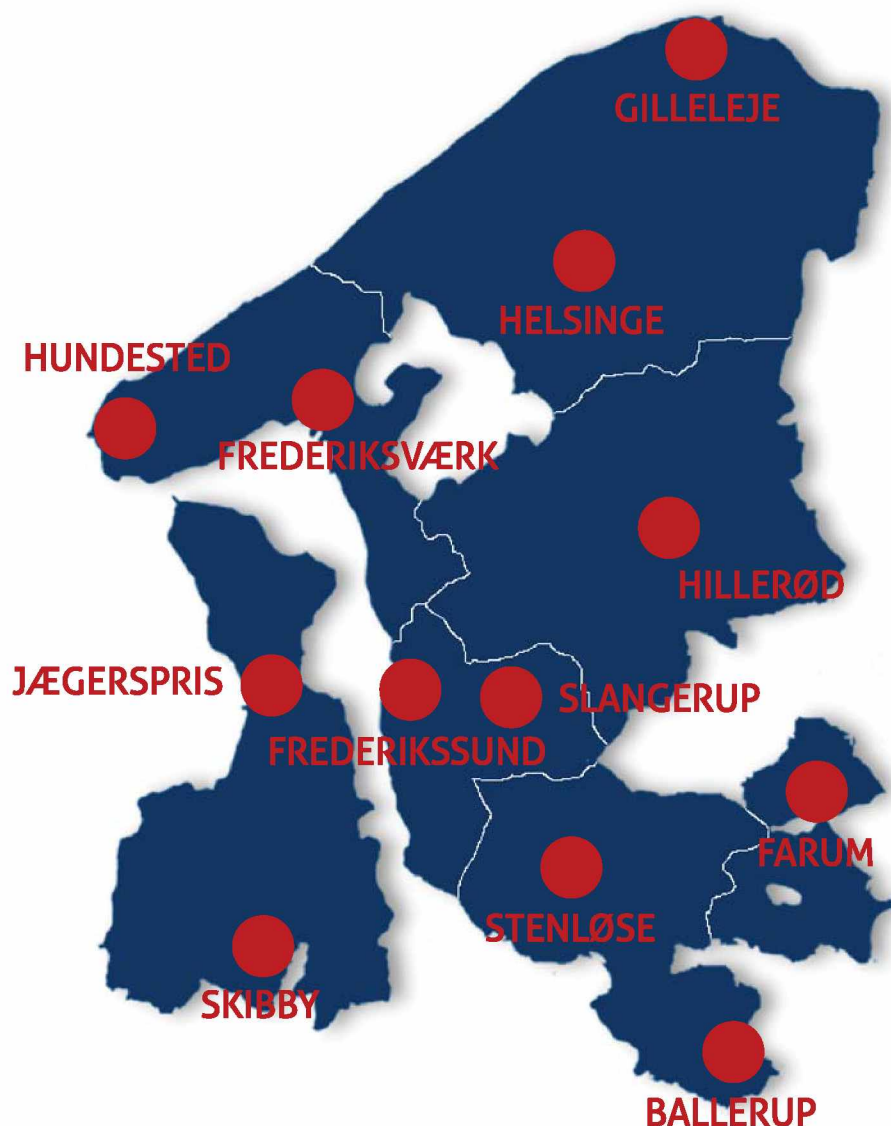 GILLELEJE
HELSINGE
HUNDESTED
FREDERIKSVÆRK
HILLERØD
JÆGERSPRIS
SLANGERUP
FREDERIKSSUND
FARUM
STENLØSE
SKIBBY
BALLERUP